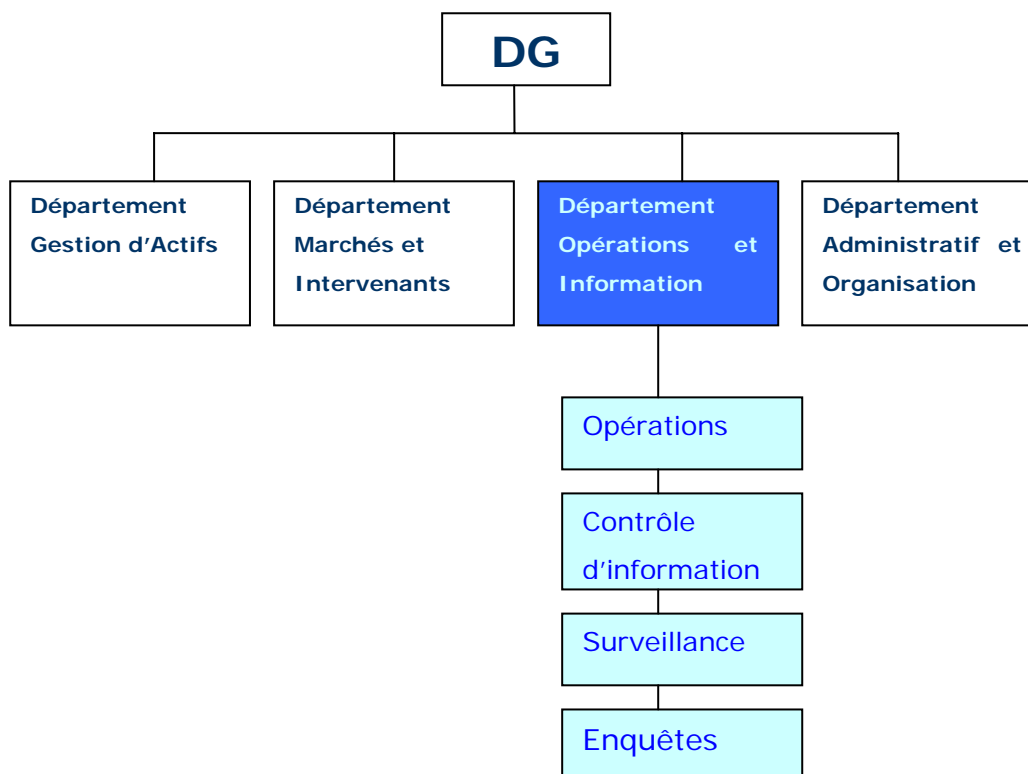 DG
Département
Gestion d’Actifs
Département
Marchés et
Intervenants
Département
Opérations et
Information
Département
Administratif et
Organisation
Opérations
Contrôle
d’information
Surveillance
Enquêtes